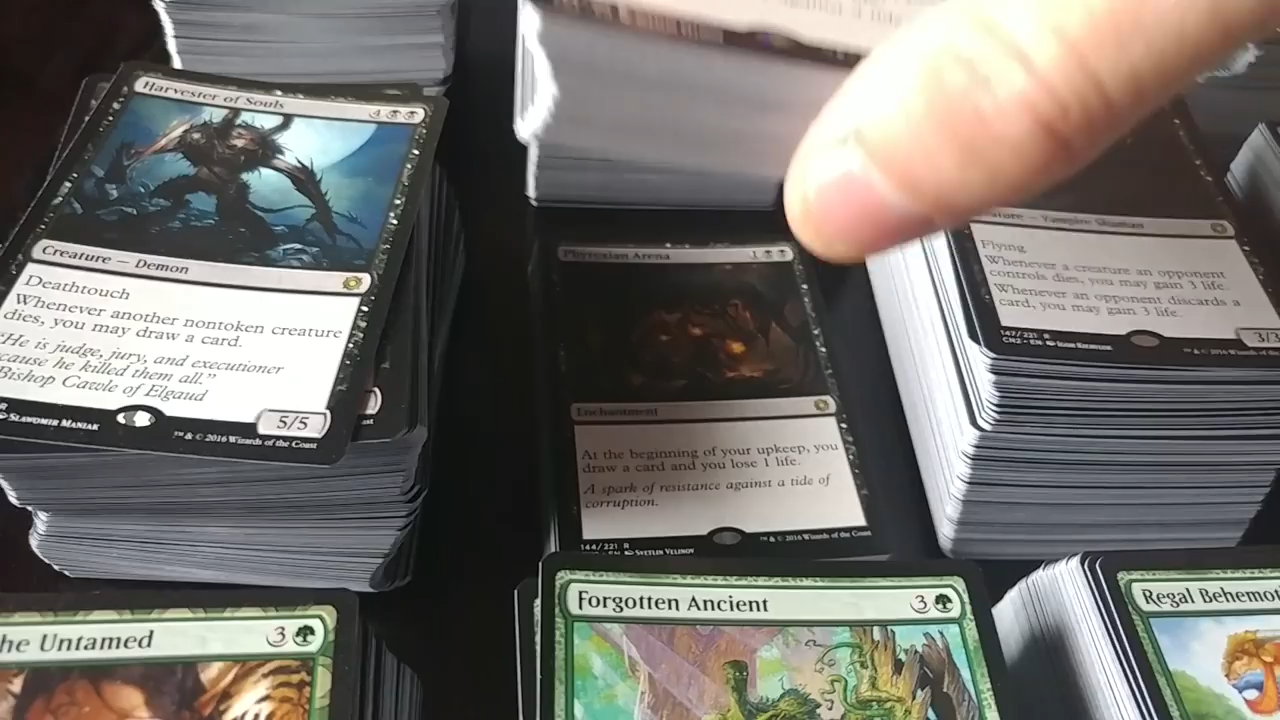 Harvester of Souls 4
Creature — Demon
Deathtouch
Whenever another nontoken creature
dies, you may draw a card.
"He is judge, jury, and executioner
cause he killed them all."
Bishop Cawle of Elgaud
R
SLAWOMIR MANIAK
5/5
™ & © 2016 Wizards of the Coast
Phyrexian Arena 1
Enchantment
At the beginning of your upkeep, you
draw a card and you lose 1 life.
A spark of resistance against a tide of
corruption.
144/221 R
EN SVETLIN VELINOV
™ & © 2016 Wizards of the Coast
Vampire Shaman
Flying
Whenever a creature an opponent
controls dies, you may gain 3 life.
Whenever an opponent discards a
card, you may gain 3 life.
147/221 R
CN2 • EN
3/3
™ & © 2016 Wizards of the
he Untamed 3
Forgotten Ancient 3
Regal Behemot